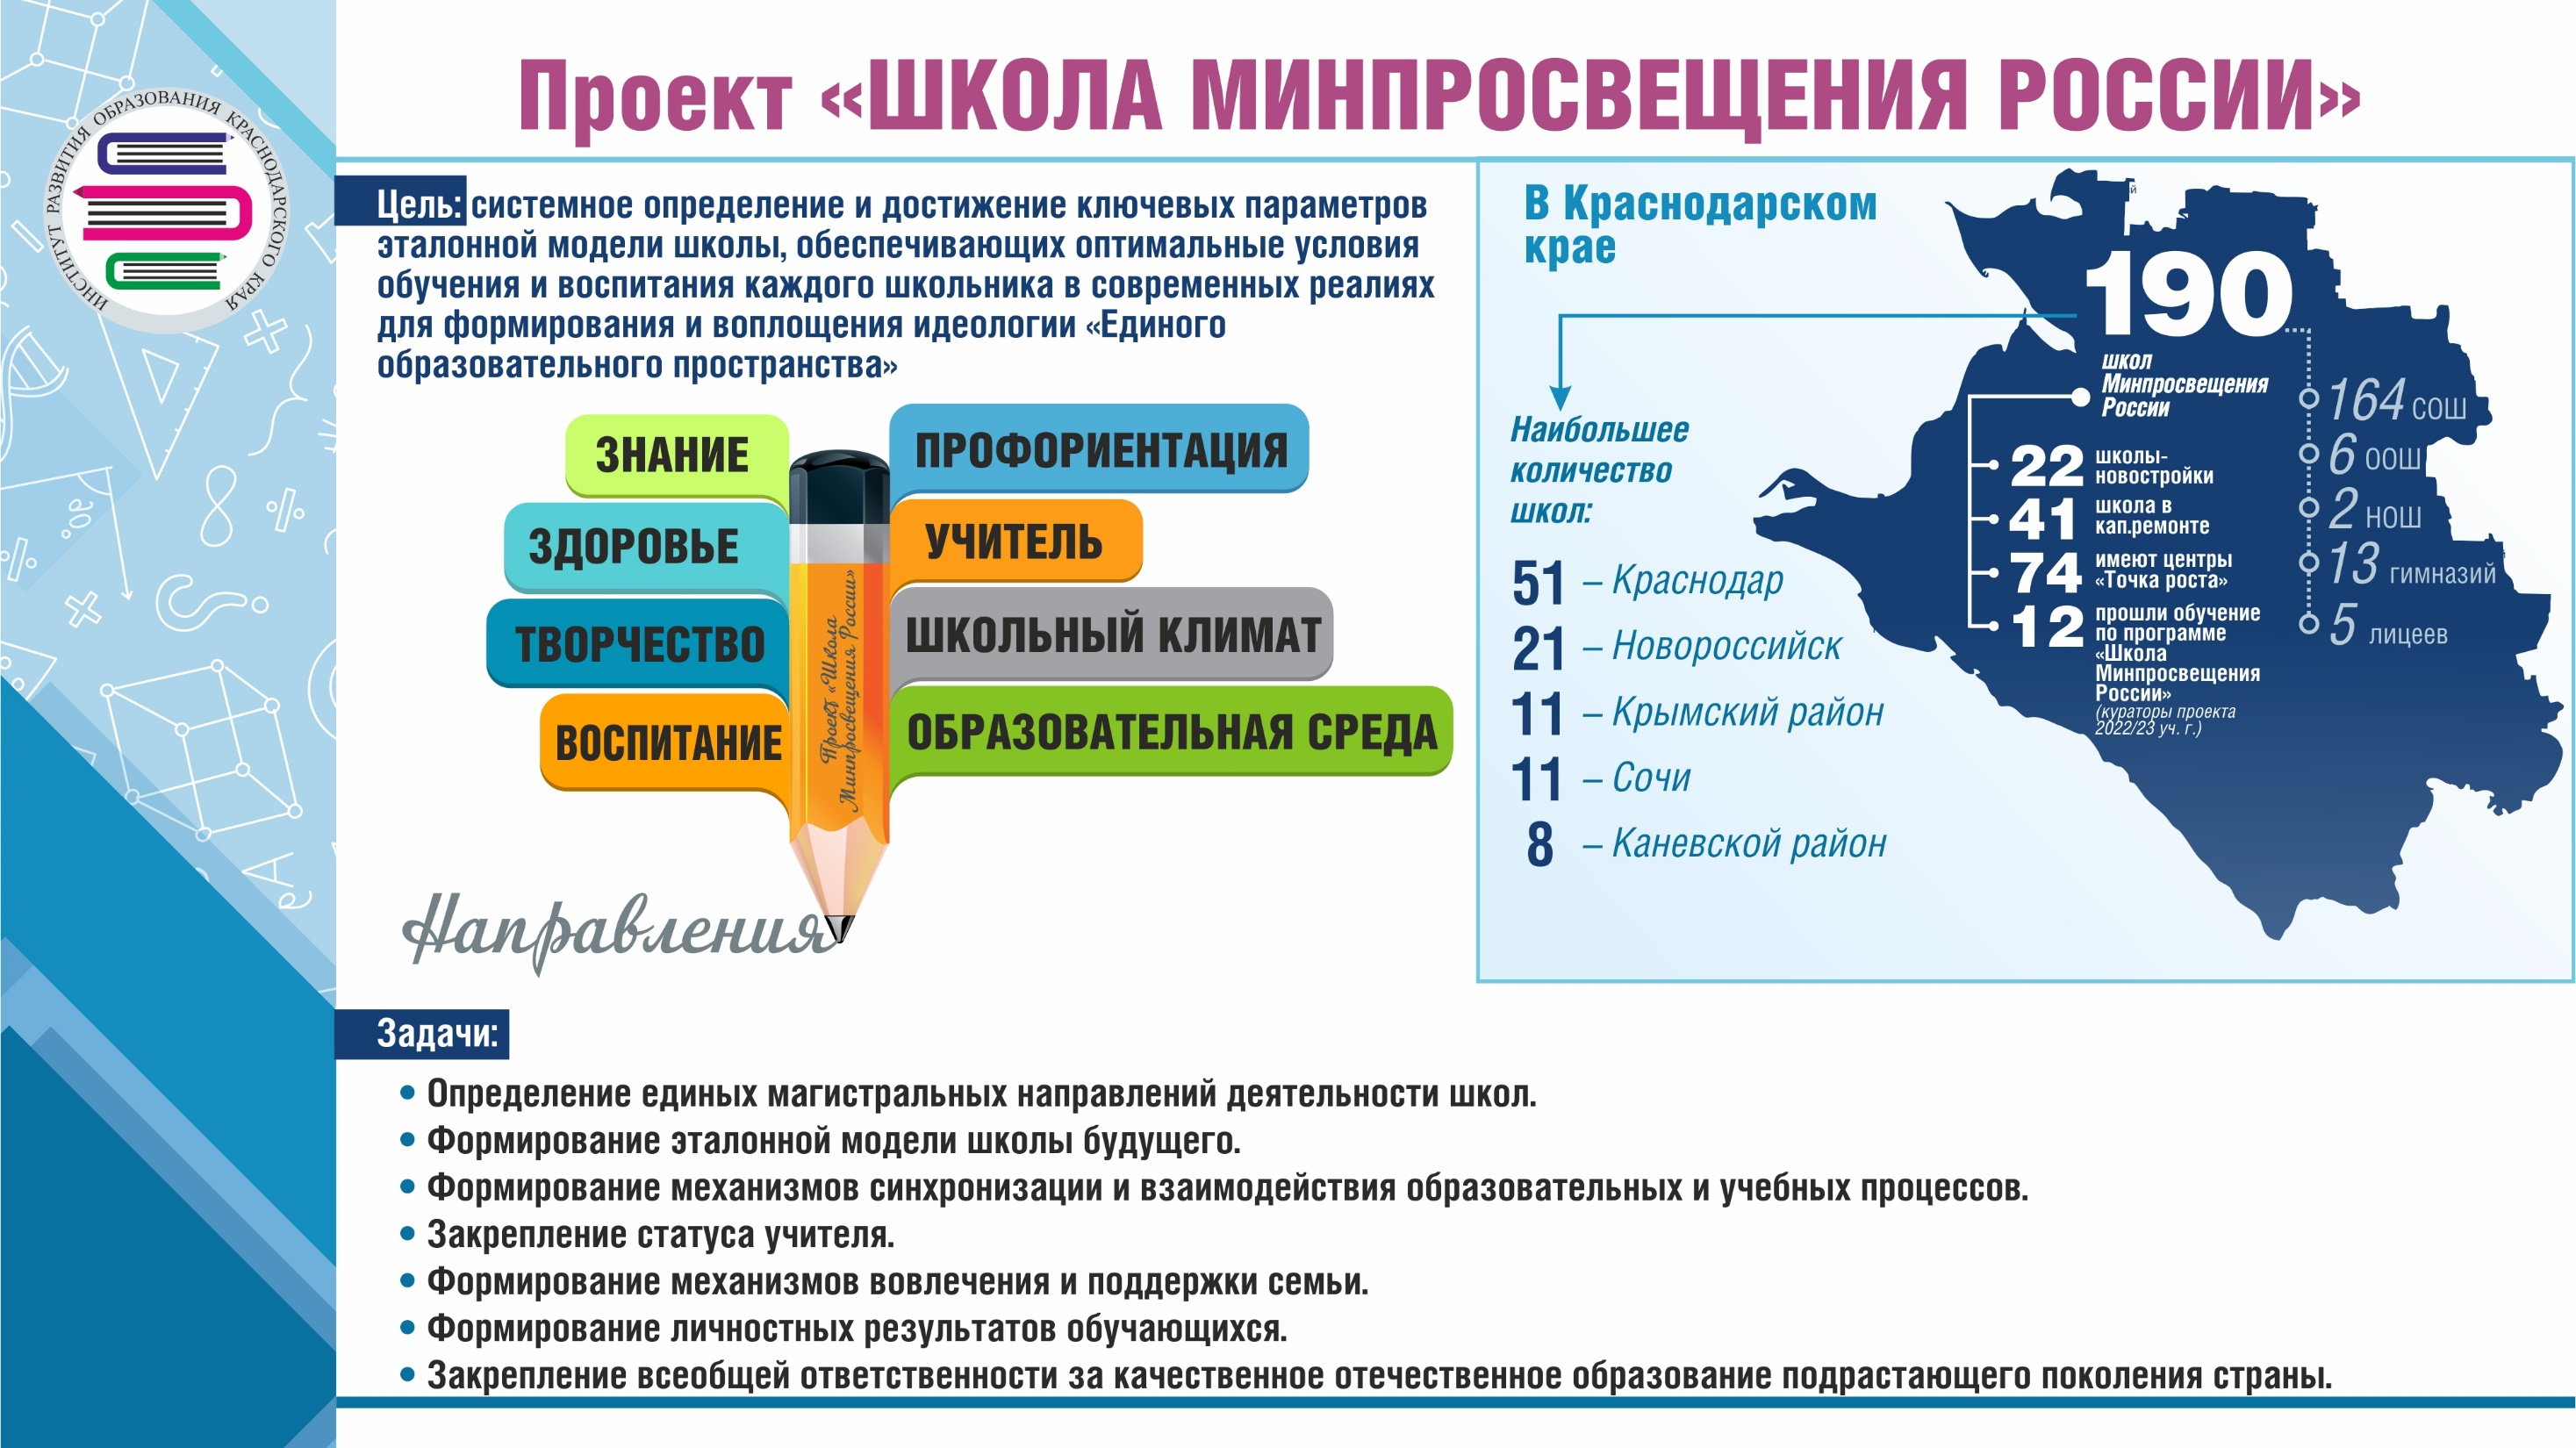 ИНСТИТУТ РАЗВИТИЯ ОБРАЗОВАНИЯ КРАСНОДАРСКОГО КРАЯ
Проект «ШКОЛА МИНПРОСВЕЩЕНИЯ РОССИИ»
Цель: системное определение и достижение ключевых параметров
эталонной модели школы, обеспечивающих оптимальные условия
обучения и воспитания каждого школьника в современных реалиях
для формирования и воплощения идеологии «Единого
образовательного пространства»
ЗНАНИЕ
ЗДОРОВЬЕ
ТВОРЧЕСТВО
ВОСПИТАНИЕ
Проект «Школа
Минпросвещения России»
ПРОФОРИЕНТАЦИЯ
УЧИТЕЛЬ
ШКОЛЬНЫЙ КЛИМАТ
ОБРАЗОВАТЕЛЬНАЯ СРЕДА
Направления
В Краснодарском
крае
Наибольшее
количество
школ:
51 – Краснодар
21 – Новороссийск
11 – Крымский район
11 – Сочи
8 – Каневской район
й
190
школ
Минпросвещения
России
22 школы-
новостройки
41 школа в
кап.ремонте
74 имеют центры
«Точка роста»
12 прошли обучение
по программе
«Школа
Минпросвещения
России»
(кураторы проекта
2022/23 уч. г.)
164 СОШ
6 ООШ
2 НОШ
13 гимназий
5 лицеев
Задачи:
• Определение единых магистральных направлений деятельности школ.
• Формирование эталонной модели школы будущего.
• Формирование механизмов синхронизации и взаимодействия образовательных и учебных процессов.
• Закрепление статуса учителя.
• Формирование механизмов вовлечения и поддержки семьи.
• Формирование личностных результатов обучающихся.
• Закрепление всеобщей ответственности за качественное отечественное образование подрастающего поколения страны.